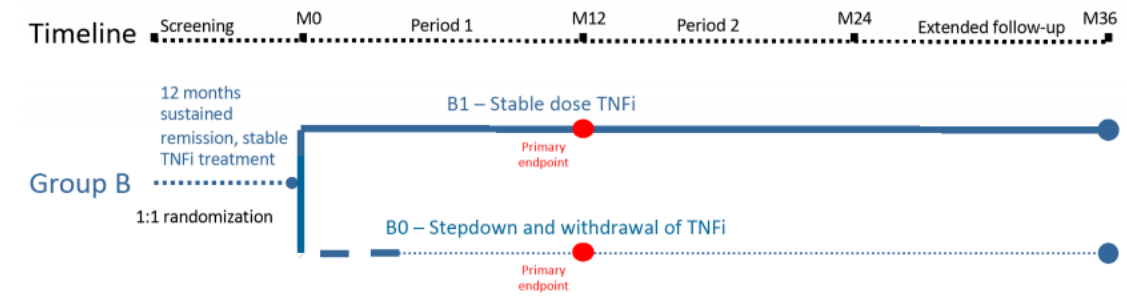 Timeline
Screening
M0
Period 1
M12
Period 2
M24
Extended follow-up
M36
12 months
sustained
remission, stable
TNFi treatment
B1 – Stable dose TNFi
Primary
endpoint
Group B
1:1 randomization
B0 – Stepdown and withdrawal of TNFi
Primary
endpoint